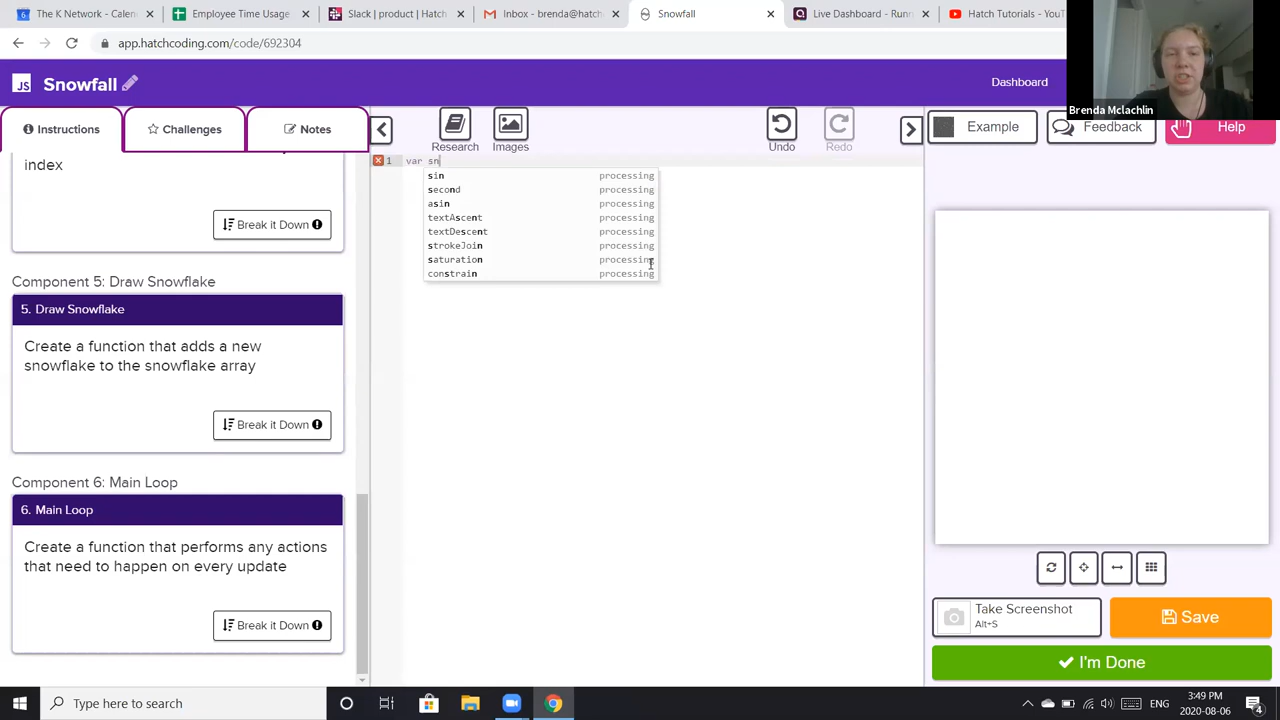 The K Network - Calen
Employee Time Usage
Slack | product | Hatch
Inbox - brenda@hatch
Snowfall
Live Dashboard - Runn
Hatch Tutorials - YouT
app.hatchcoding.com/code/692304
JS Snowfall
Dashboard
Brenda Mclachlin
Instructions
Challenges
Notes
Research
Images
Undo
Redo
Example
Feedback
Help
index
Break it Down
Component 5: Draw Snowflake
5. Draw Snowflake
Create a function that adds a new
snowflake to the snowflake array
Break it Down
Component 6: Main Loop
6. Main Loop
Create a function that performs any actions
that need to happen on every update
Break it Down
1 var sn
sin processing
second processing
asin processing
textAscent processing
textDescent processing
strokeJoin processing
saturation processing
constrain processing
Take Screenshot
Alt+S
Save
I'm Done
Type here to search
ENG
3:49 PM
2020-08-06
4